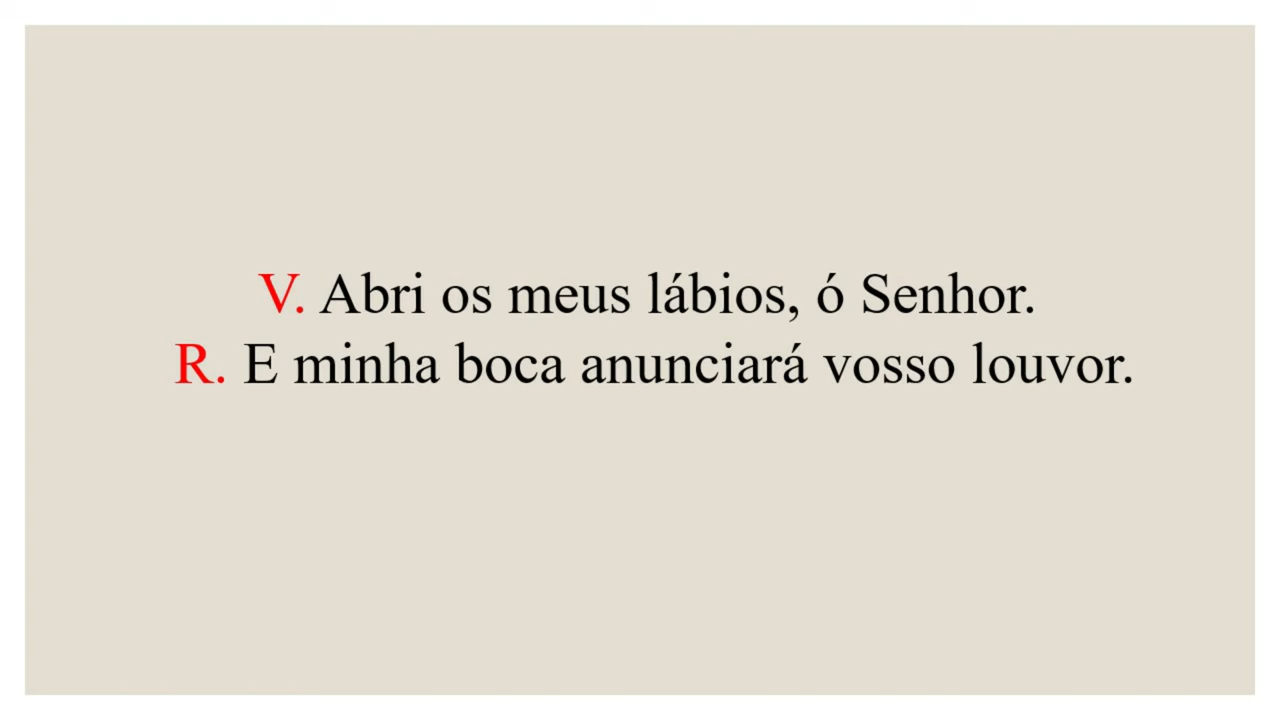 V. Abri os meus lábios, ó Senhor.
R. E minha boca anunciará vosso louvor.